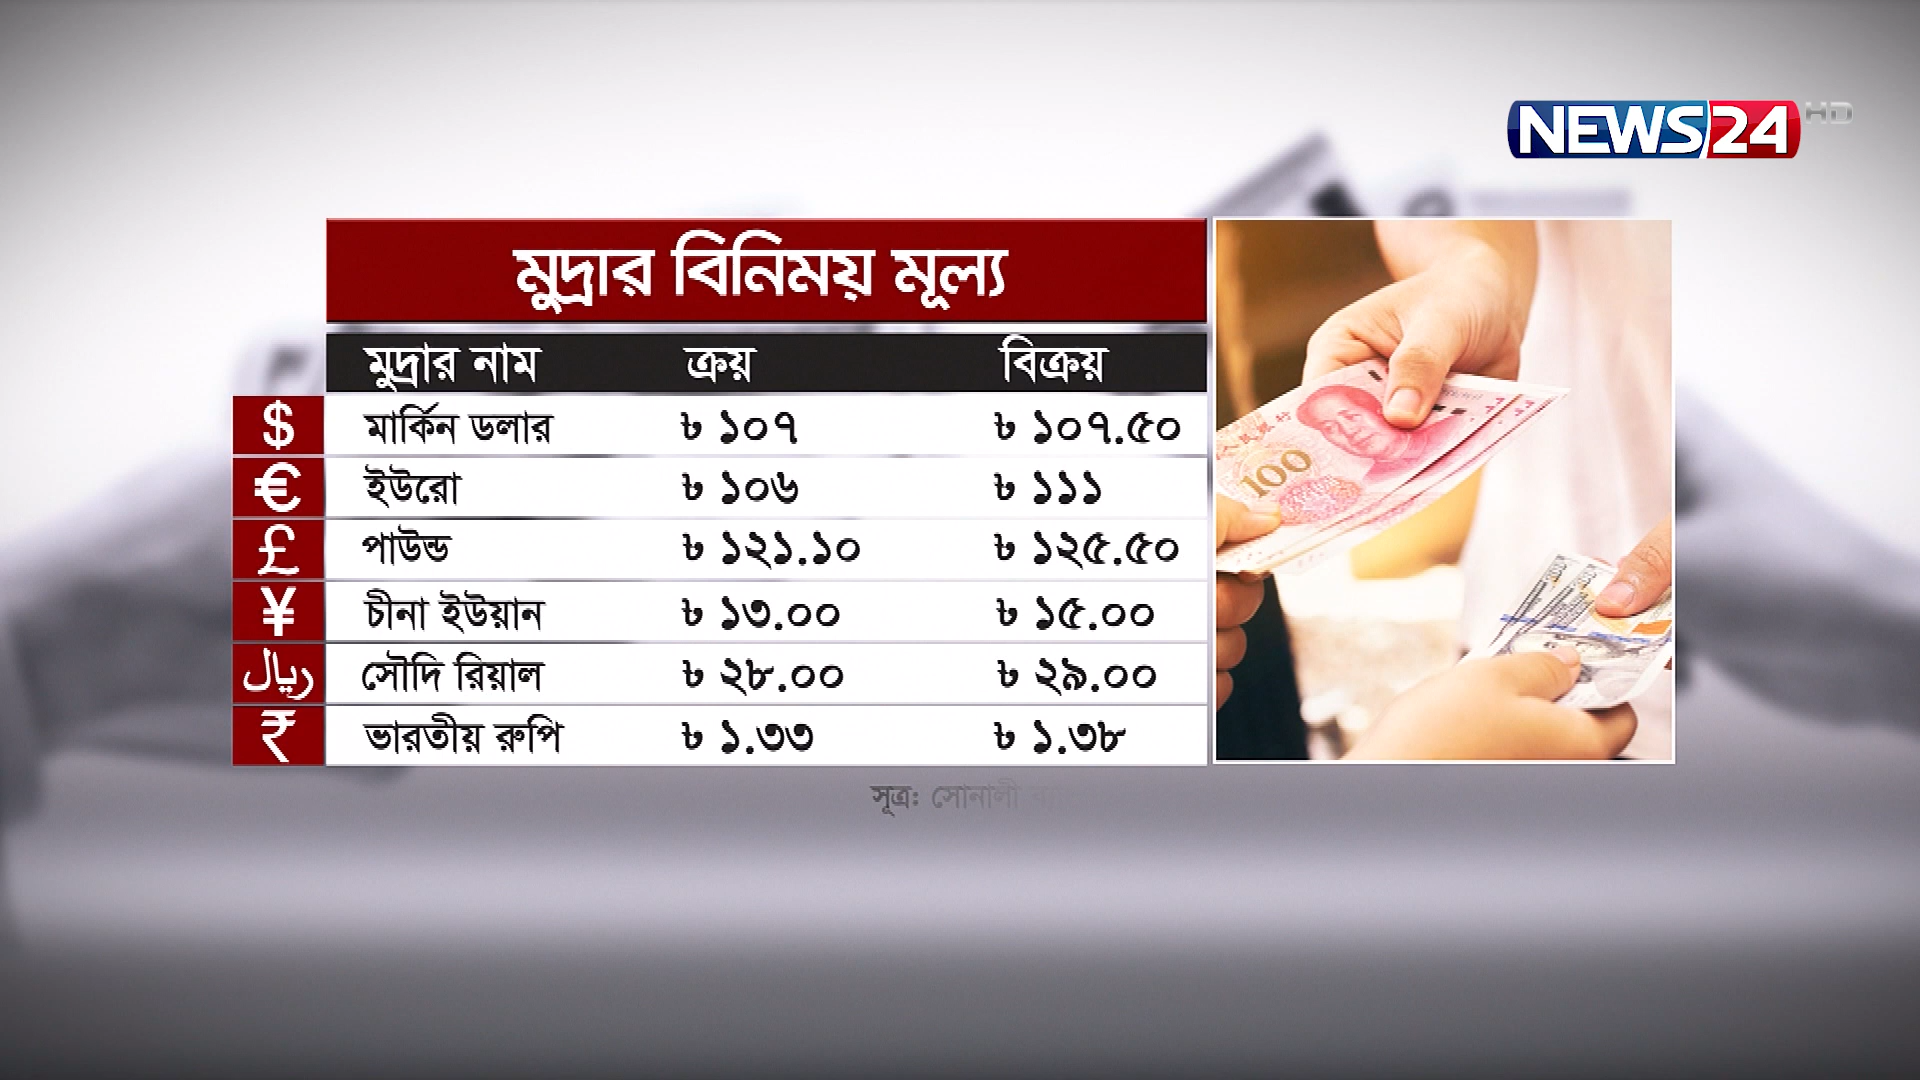 NEWS24 HD
মুদ্রার বিনিময় মূল্য
মুদ্রার নাম ক্রয় বিক্রয়
$ মার্কিন ডলার ৳ ১০৭ ৳ ১০৭.৫০
€ ইউরো ৳ ১০৬ ৳ ১১১
£ পাউন্ড ৳ ১২১.১০ ৳ ১২৫.৫০
¥ চীনা ইউয়ান ৳ ১৩.০০ ৳ ১৫.০০
ریال সৌদি রিয়াল ৳ ২৮.০০ ৳ ২৯.০০
₹ ভারতীয় রুপি ৳ ১.৩৩ ৳ ১.৩৮
সূত্র: সোনালী
100